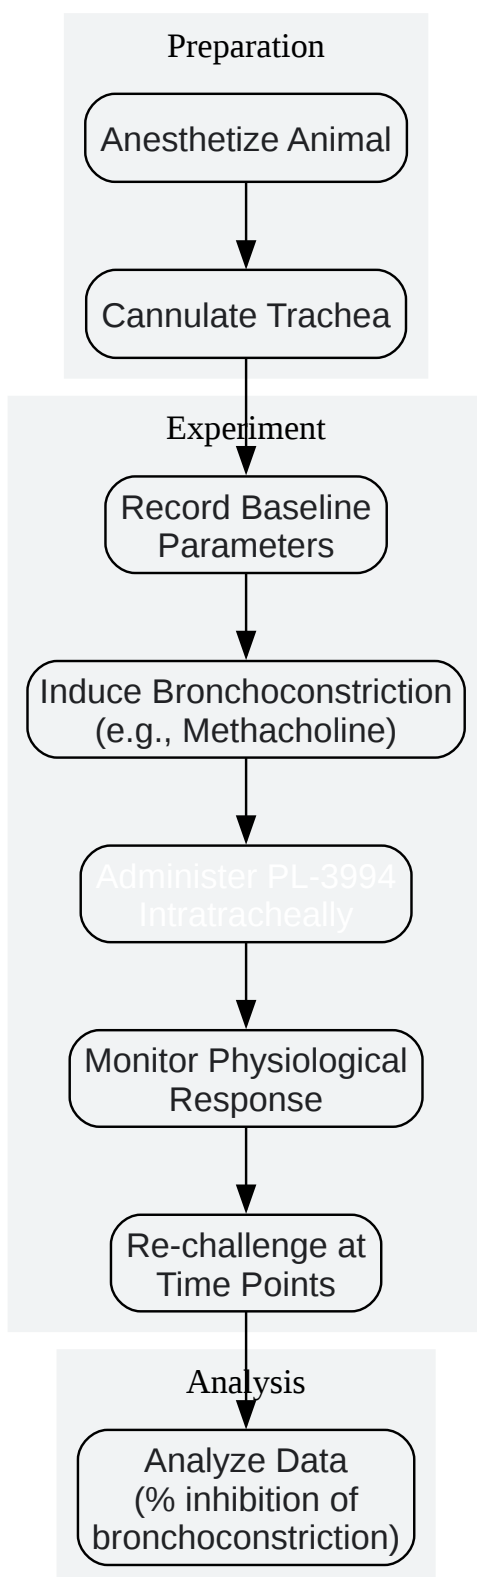 Preparation
Anesthetize Animal
Cannulate Trachea
Experiment
Record Baseline
Parameters
Induce Bronchoconstriction
(e.g., Methacholine)
Administer PL-3994
Intratracheally
Monitor Physiological
Response
Re-challenge at
Time Points
Analysis
Analyze Data
(% inhibition of
bronchoconstriction)